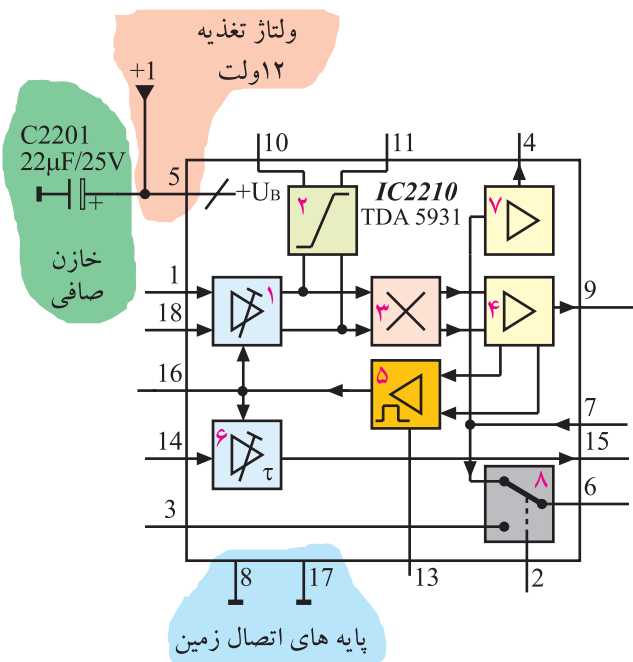 ولتاژ تغذیه
۱۲ولت
+1
C2201
22µF/25V
+
خازن
صافی
5
+UB
10
11
4
IC2210
TDA 5931
۲
۷
1
18
۱
۳
۴
9
16
۵
7
14
۶
τ
15
3
۸
6
8
17
13
2
پایه های اتصال زمین